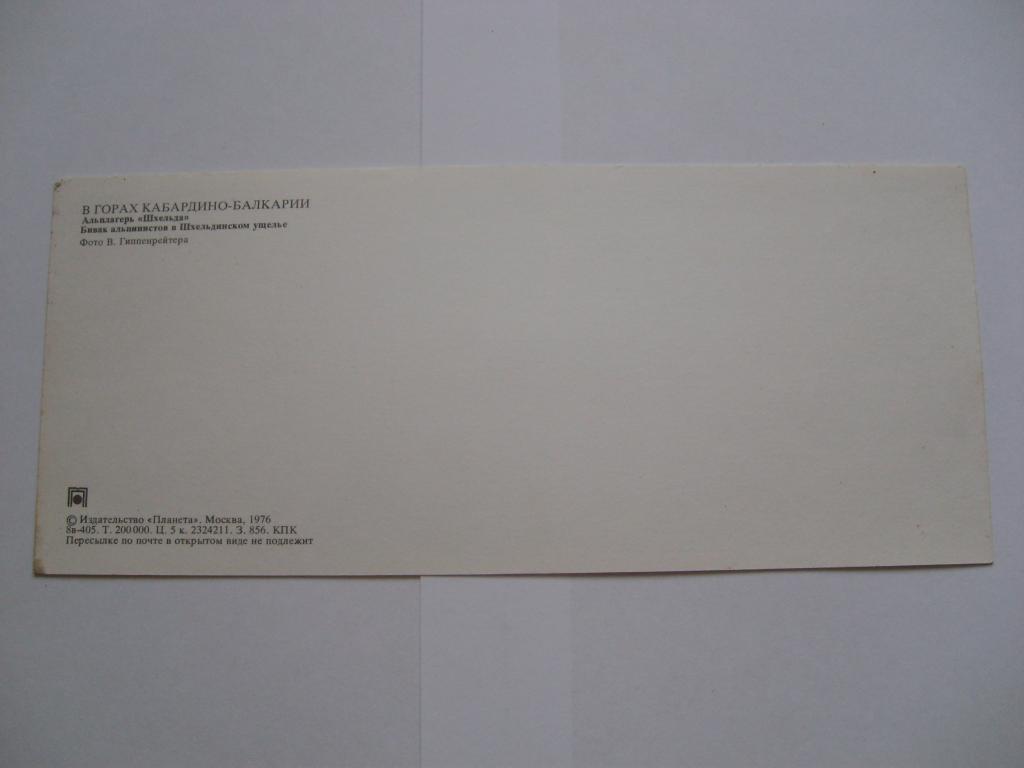 В ГОРАХ КАБАРДИНО-БАЛКАРИИ
Альплагерь «Шхельда»
Бивак альпинистов в Шхельдинском ущелье
Фото В. Гиппенрейтера
© Издательство «Планета». Москва, 1976
8в-405. Т. 200 000. Ц. 5 к. 2324211. З. 856. КПК
Пересылке по почте в открытом виде не подлежит